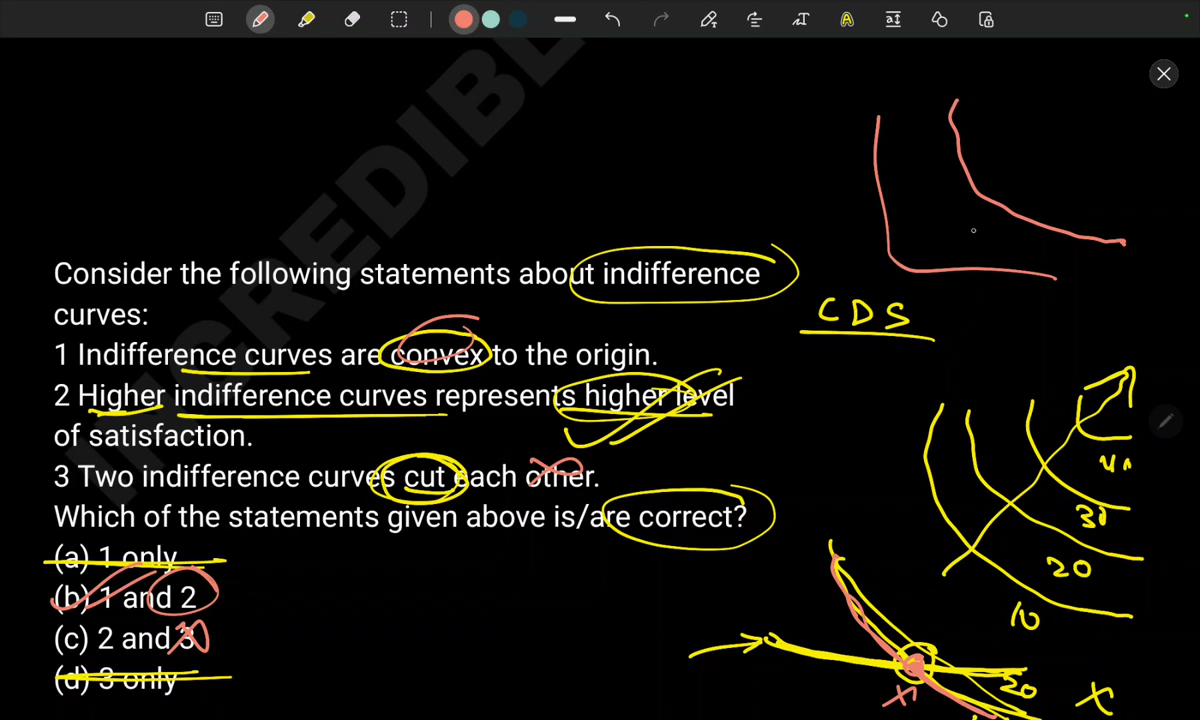 INCREDIBL
Consider the following statements about indifference
curves:
CDS
1 Indifference curves are convex to the origin.
2 Higher indifference curves represents higher level
of satisfaction.
3 Two indifference curves cut each other.
Which of the statements given above is/are correct?
(a) 1 only
(b) 1 and 2
(c) 2 and 3
(d) 3 only
30
20
10
20
X